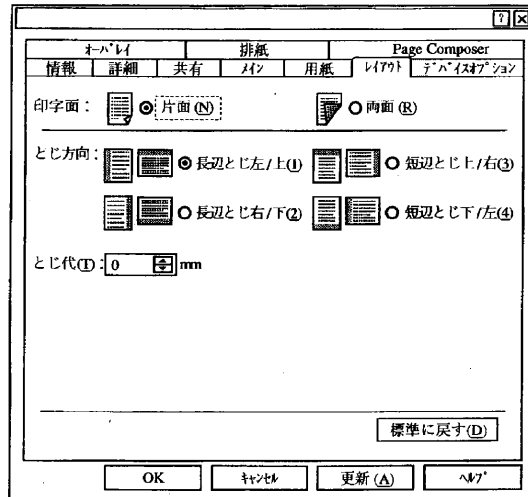 オーバレイ 排紙 Page Composer
情報 詳細 共有 メイン 用紙 レイアウト デバイスオプション
印字面： 片面(N) 両面(R)
とじ方向： 長辺とじ左/上(1) 短辺とじ上/右(3)
長辺とじ右/下(2) 短辺とじ下/左(4)
とじ代(T)： 0 mm
標準に戻す(D)
OK キャンセル 更新(A) ヘルプ